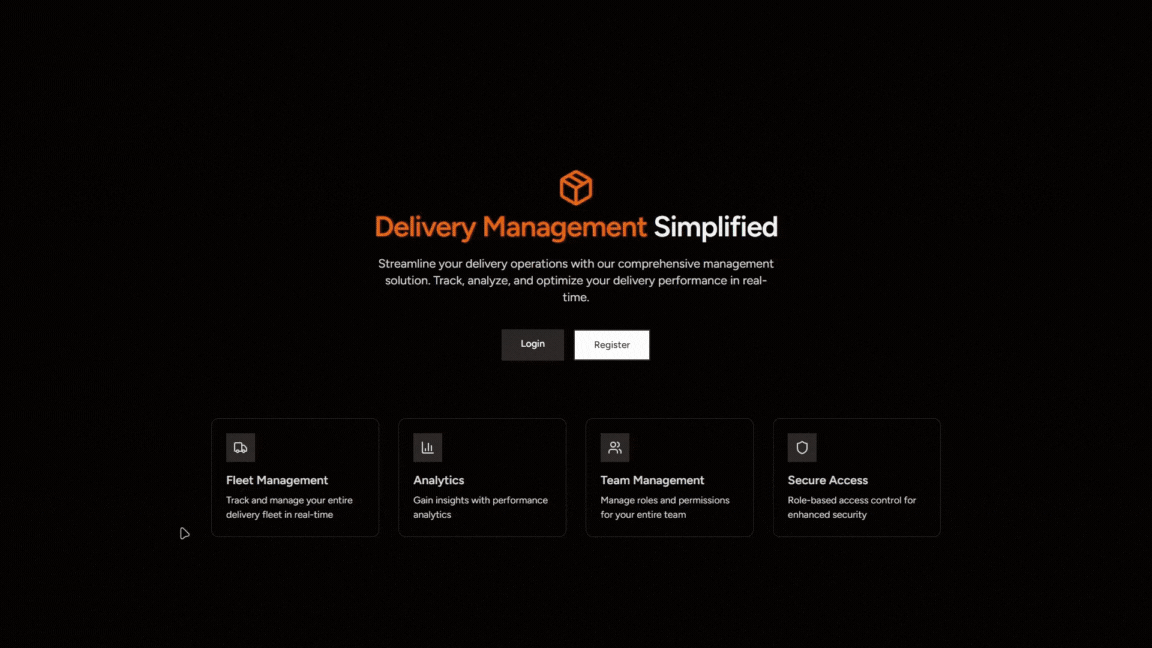 Delivery Management Simplified
Streamline your delivery operations with our comprehensive management
solution. Track, analyze, and optimize your delivery performance in real-
time.
Login
Register
Fleet Management
Track and manage your entire
delivery fleet in real-time
Analytics
Gain insights with performance
analytics
Team Management
Manage roles and permissions
for your entire team
Secure Access
Role-based access control for
enhanced security